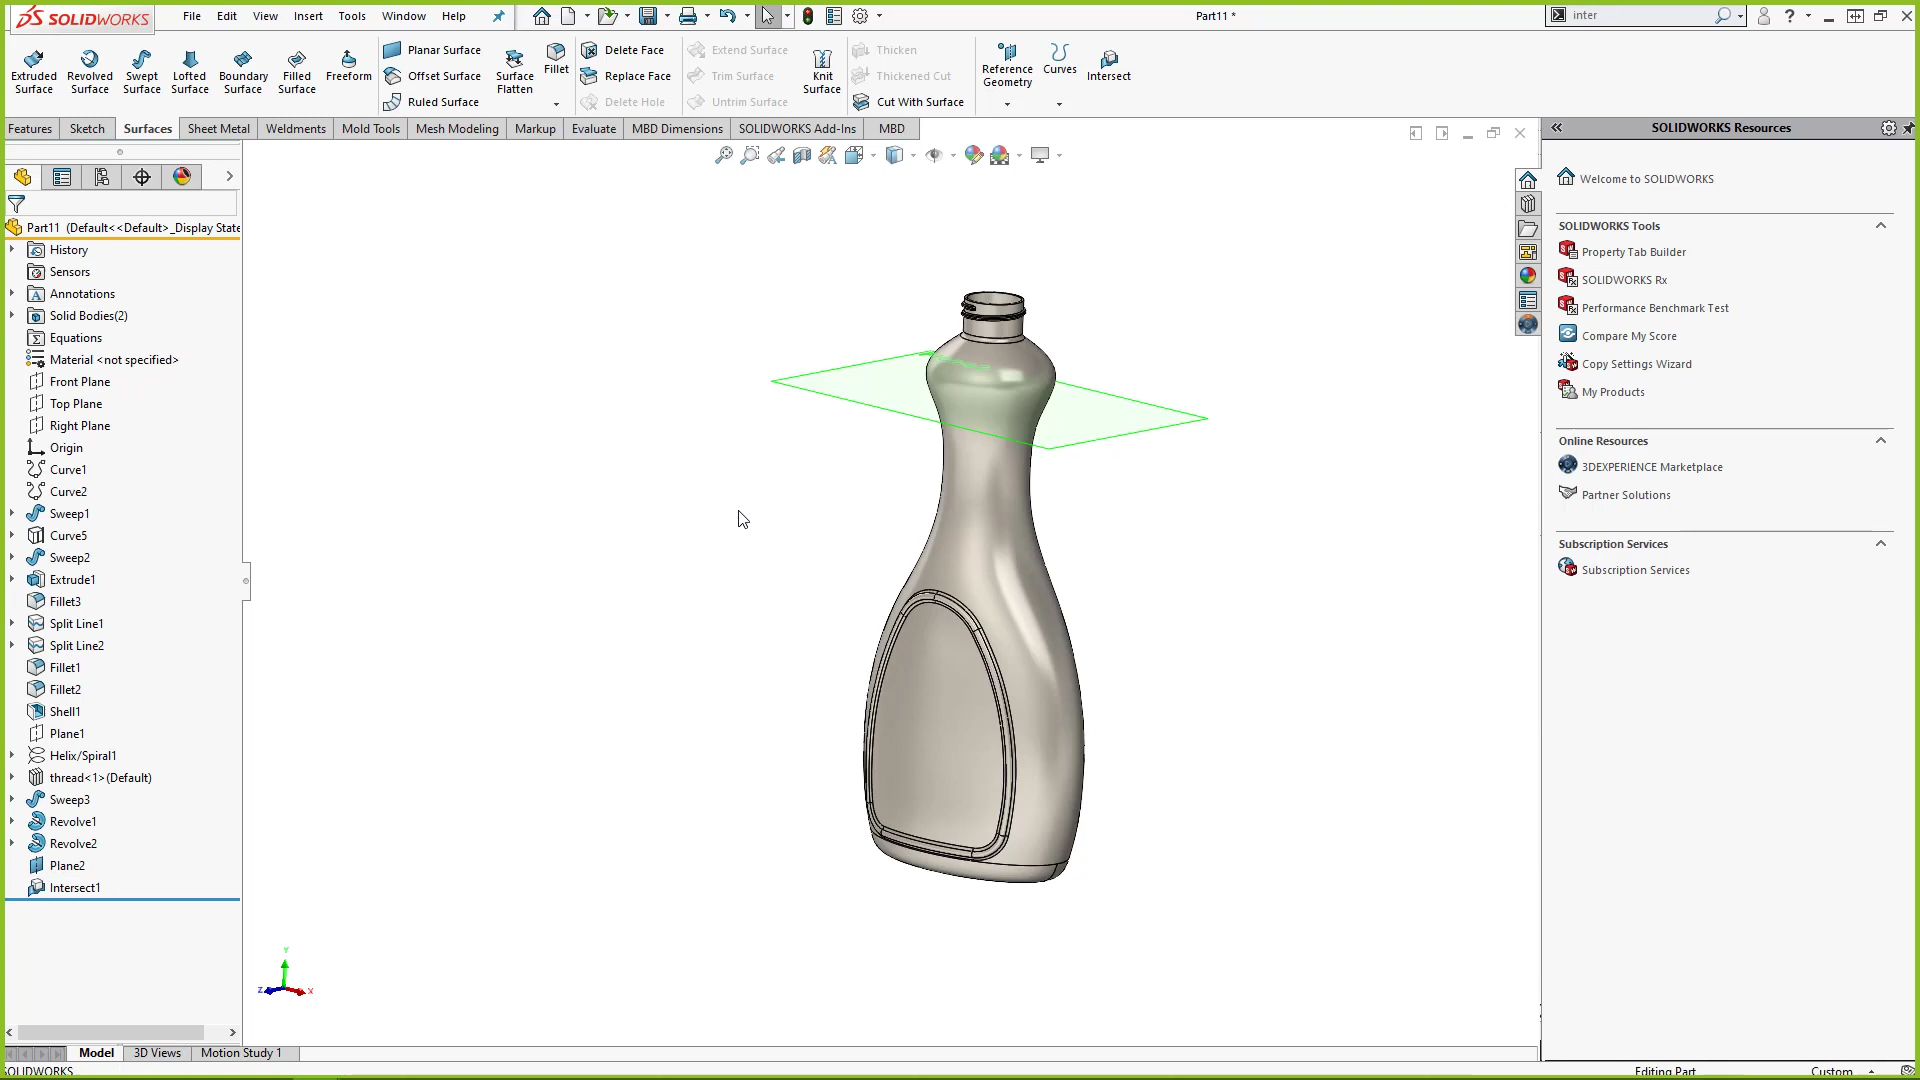 SOLIDWORKS
File Edit View Insert Tools Window Help
Part11 *
inter
Extruded Surface
Revolved Surface
Swept Surface
Lofted Surface
Boundary Surface
Filled Surface
Freeform
Planar Surface
Offset Surface
Ruled Surface
Surface Flatten
Fillet
Delete Face
Replace Face
Delete Hole
Extend Surface
Trim Surface
Untrim Surface
Knit Surface
Thicken
Thickened Cut
Cut With Surface
Reference Geometry
Curves
Intersect
Features Sketch Surfaces Sheet Metal Weldments Mold Tools Mesh Modeling Markup Evaluate MBD Dimensions SOLIDWORKS Add-Ins MBD
Part11 (Default<<Default>_Display State
History
Sensors
Annotations
Solid Bodies(2)
Equations
Material <not specified>
Front Plane
Top Plane
Right Plane
Origin
Curve1
Curve2
Sweep1
Curve5
Sweep2
Extrude1
Fillet3
Split Line1
Split Line2
Fillet1
Fillet2
Shell1
Plane1
Helix/Spiral1
thread<1>(Default)
Sweep3
Revolve1
Revolve2
Plane2
Intersect1
Y
Z X
SOLIDWORKS Resources
Welcome to SOLIDWORKS
SOLIDWORKS Tools
Property Tab Builder
SOLIDWORKS Rx
Performance Benchmark Test
Compare My Score
Copy Settings Wizard
My Products
Online Resources
3DEXPERIENCE Marketplace
Partner Solutions
Subscription Services
Subscription Services
Model 3D Views Motion Study 1
SOLIDWORKS
Editing Part Custom